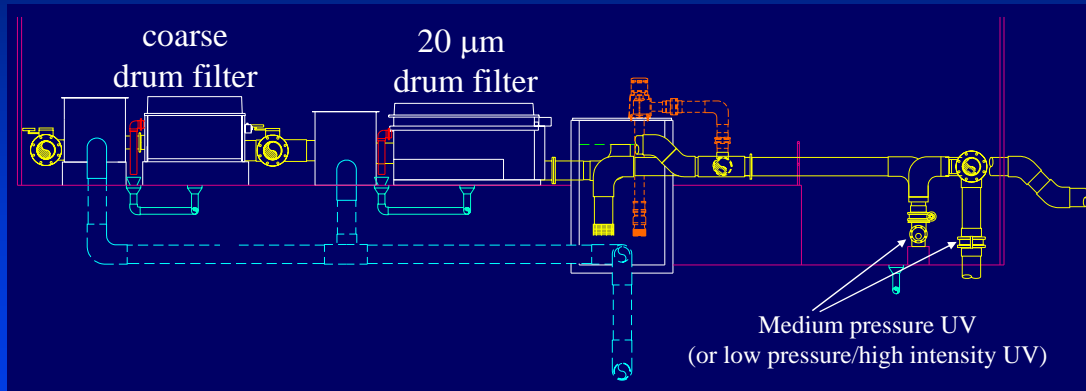 coarse
drum filter
20 μm
drum filter
Medium pressure UV
(or low pressure/high intensity UV)